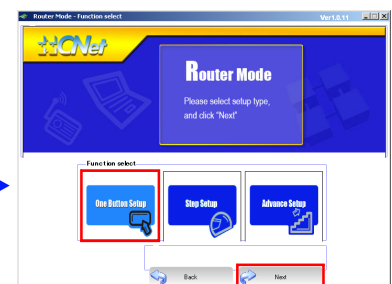 Router Mode - Function select
Ver1.0.11
CNet
Router Mode
Please select setup type,
and click "Next"
Function select
One Button Setup
Step Setup
Advance Setup
Back
Next